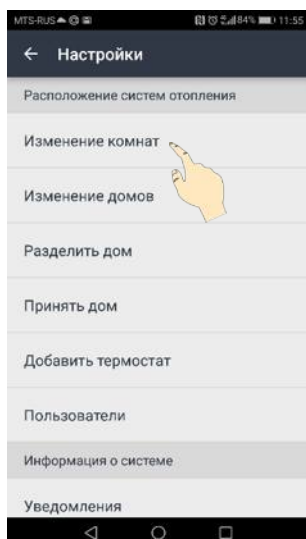 MTS-RUS 84% 11:55
Настройки
Расположение систем отопления
Изменение комнат
Изменение домов
Разделить дом
Принять дом
Добавить термостат
Пользователи
Информация о системе
Уведомления